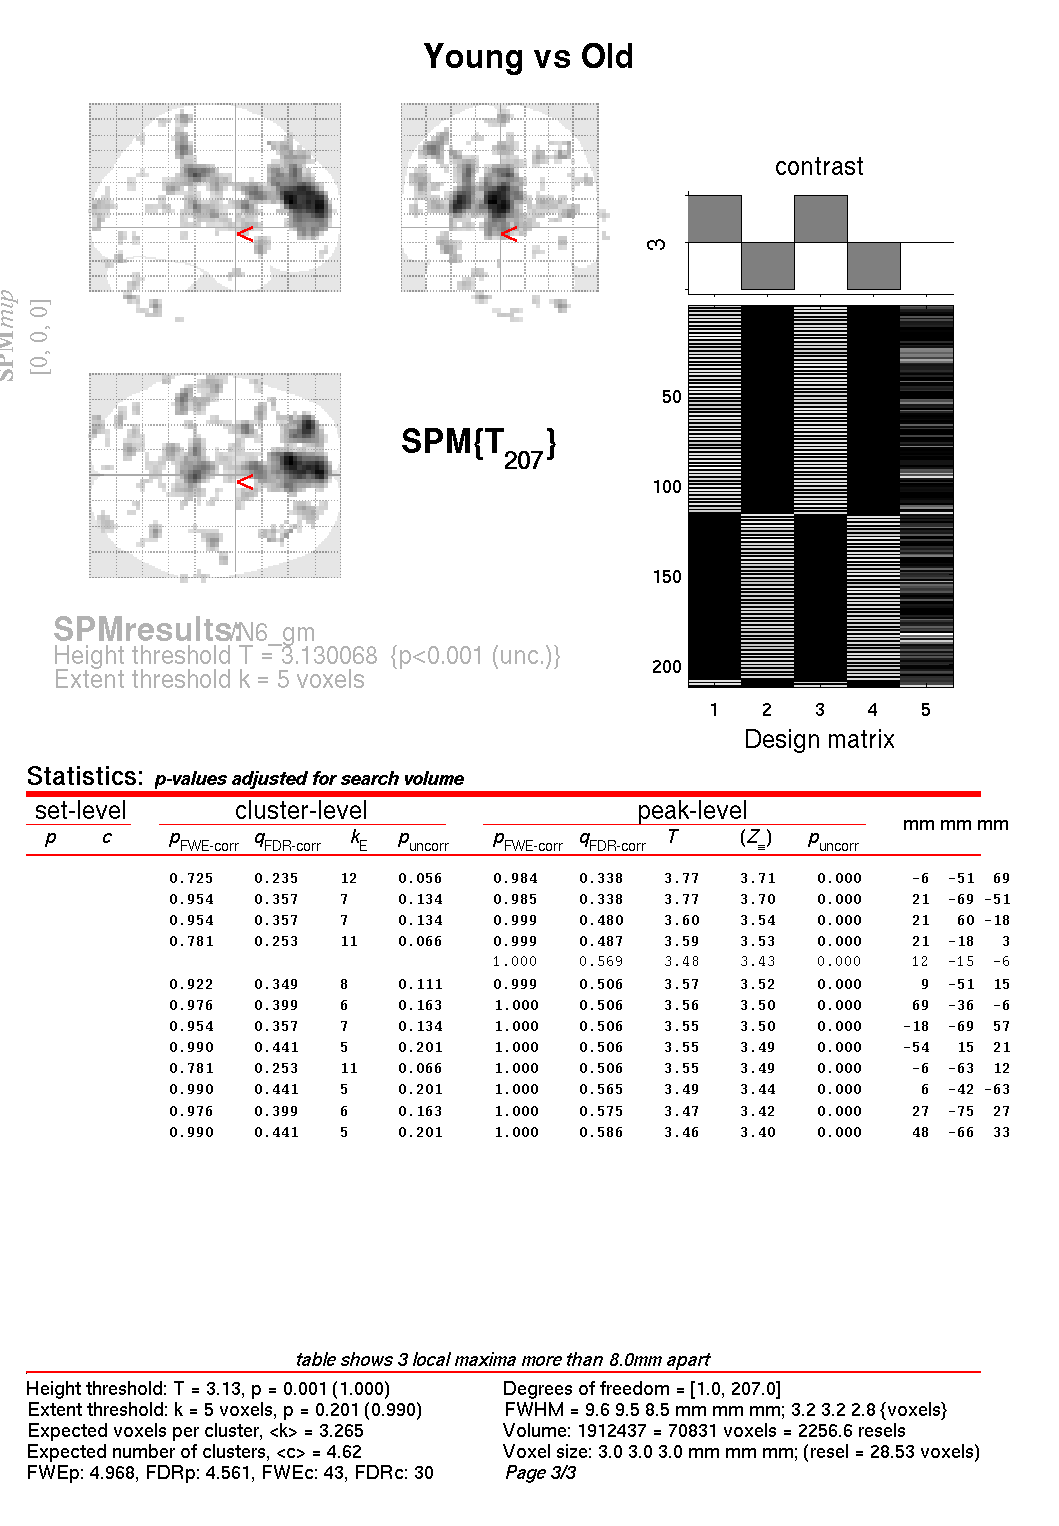 Young vs Old
SPMmip
[0, 0, 0]
<
<
<
SPM{T207}
contrast
3
50
100
150
200
1 2 3 4 5
Design matrix
SPMresults: ./N6_gm
Height threshold T = 3.130068 {p<0.001 (unc.)}
Extent threshold k = 5 voxels
Statistics: p-values adjusted for search volume
set-level cluster-level peak-level mm mm mm
p c pFWE-corr qFDR-corr kE puncorr pFWE-corr qFDR-corr T (Z≡) puncorr
0.725 0.235 12 0.056 0.984 0.338 3.77 3.71 0.000 -6 -51 69
0.954 0.357 7 0.134 0.985 0.338 3.77 3.70 0.000 21 -69 -51
0.954 0.357 7 0.134 0.999 0.480 3.60 3.54 0.000 21 60 -18
0.781 0.253 11 0.066 0.999 0.487 3.59 3.53 0.000 21 -18 3
1.000 0.569 3.48 3.43 0.000 12 -15 -6
0.922 0.349 8 0.111 0.999 0.506 3.57 3.52 0.000 9 -51 15
0.976 0.399 6 0.163 1.000 0.506 3.56 3.50 0.000 69 -36 -6
0.954 0.357 7 0.134 1.000 0.506 3.55 3.50 0.000 -18 -69 57
0.990 0.441 5 0.201 1.000 0.506 3.55 3.49 0.000 -54 15 21
0.781 0.253 11 0.066 1.000 0.506 3.55 3.49 0.000 -6 -63 12
0.990 0.441 5 0.201 1.000 0.565 3.49 3.44 0.000 6 -42 -63
0.976 0.399 6 0.163 1.000 0.575 3.47 3.42 0.000 27 -75 27
0.990 0.441 5 0.201 1.000 0.586 3.46 3.40 0.000 48 -66 33
table shows 3 local maxima more than 8.0mm apart
Height threshold: T = 3.13, p = 0.001 (1.000)
Extent threshold: k = 5 voxels, p = 0.201 (0.990)
Expected voxels per cluster, <k> = 3.265
Expected number of clusters, <c> = 4.62
FWEp: 4.968, FDRp: 4.561, FWEc: 43, FDRc: 30
Degrees of freedom = [1.0, 207.0]
FWHM = 9.6 9.5 8.5 mm mm mm; 3.2 3.2 2.8 {voxels}
Volume: 1912437 = 70831 voxels = 2256.6 resels
Voxel size: 3.0 3.0 3.0 mm mm mm; (resel = 28.53 voxels)
Page 3/3